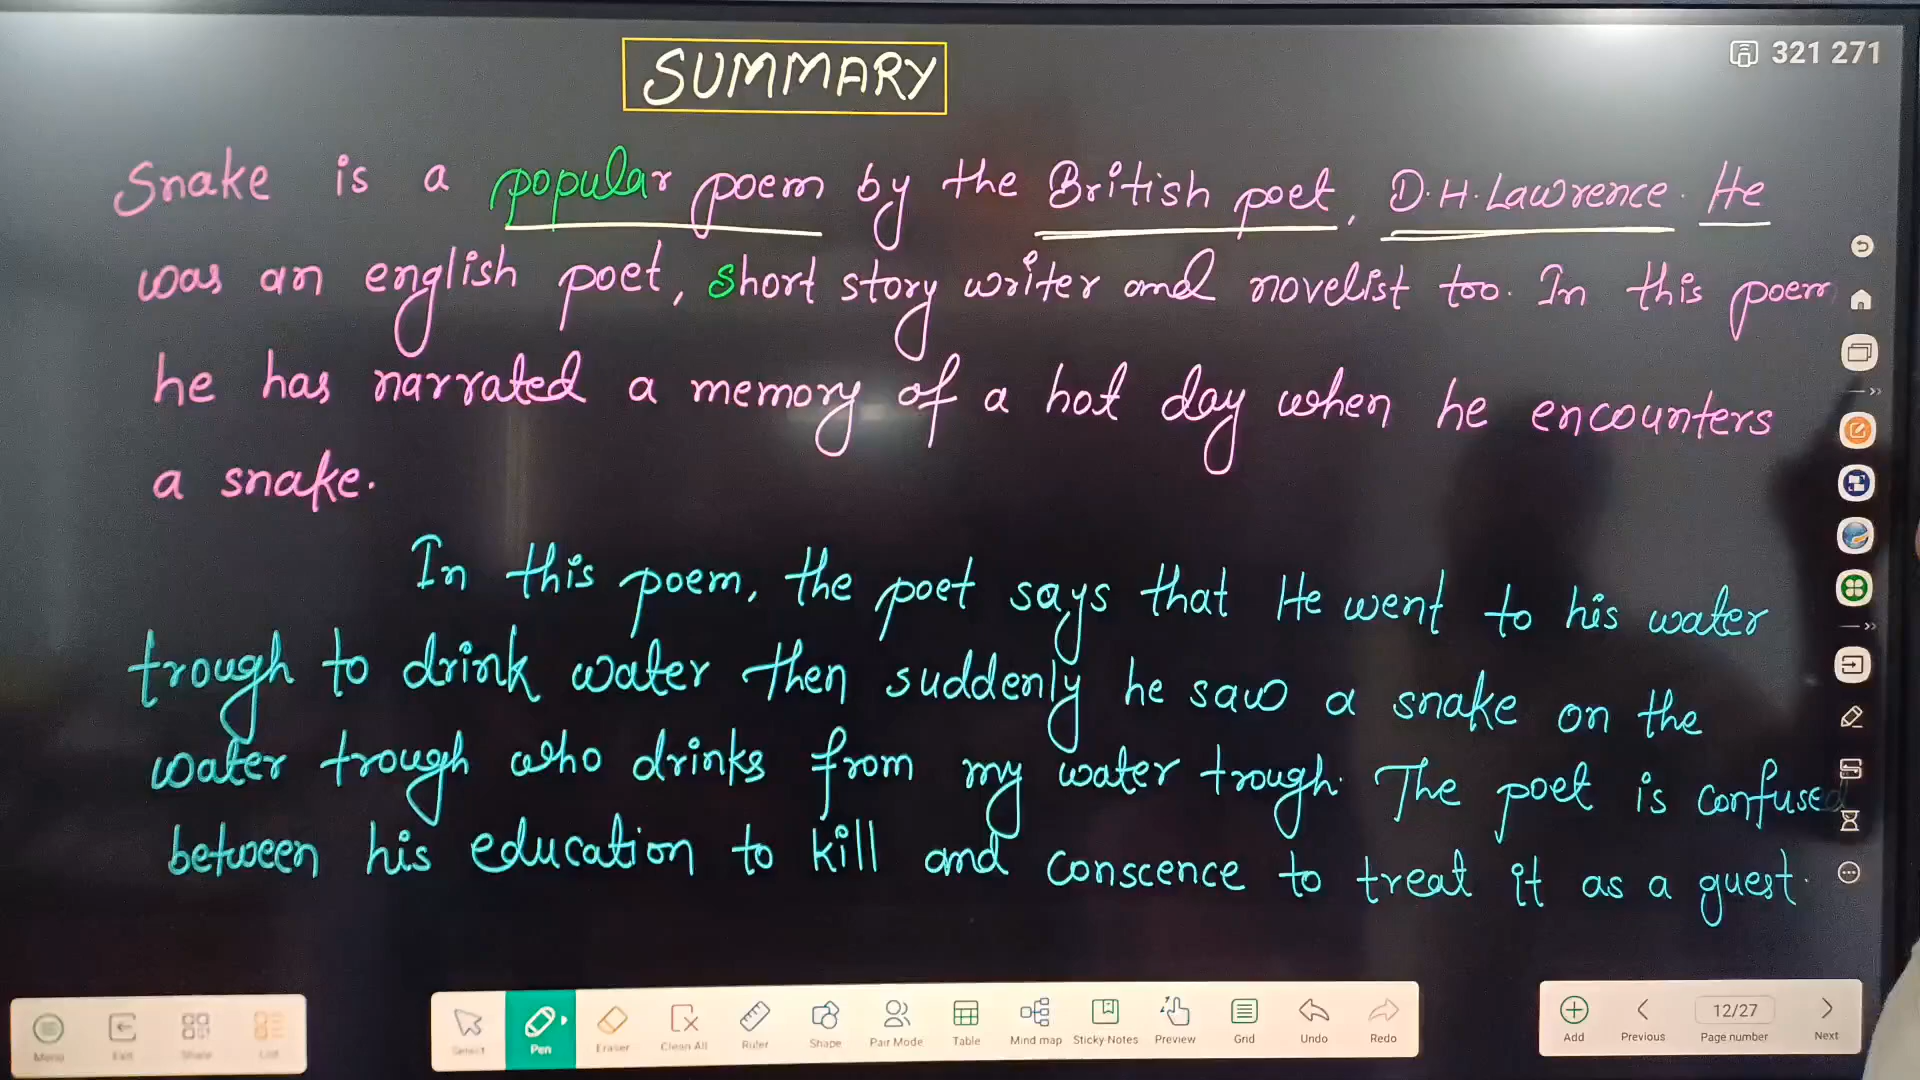 SUMMARY
321 271
Snake is a popular poem by the British poet, D.H.Lawrence. He
was an english poet, short story writer and novelist too. In this poem
he has narrated a memory of a hot day when he encounters
a snake.
In this poem, the poet says that He went to his water
trough to drink water then suddenly he saw a snake on the
water trough who drinks from my water trough. The poet is confused
between his education to kill and conscence to treat it as a guest.
Menu Exit Share List
Select Pen Eraser Clean All Ruler Shape Pair Mode Table Mind map Sticky Notes Preview Grid Undo Redo
Add Previous 12/27 Page number Next